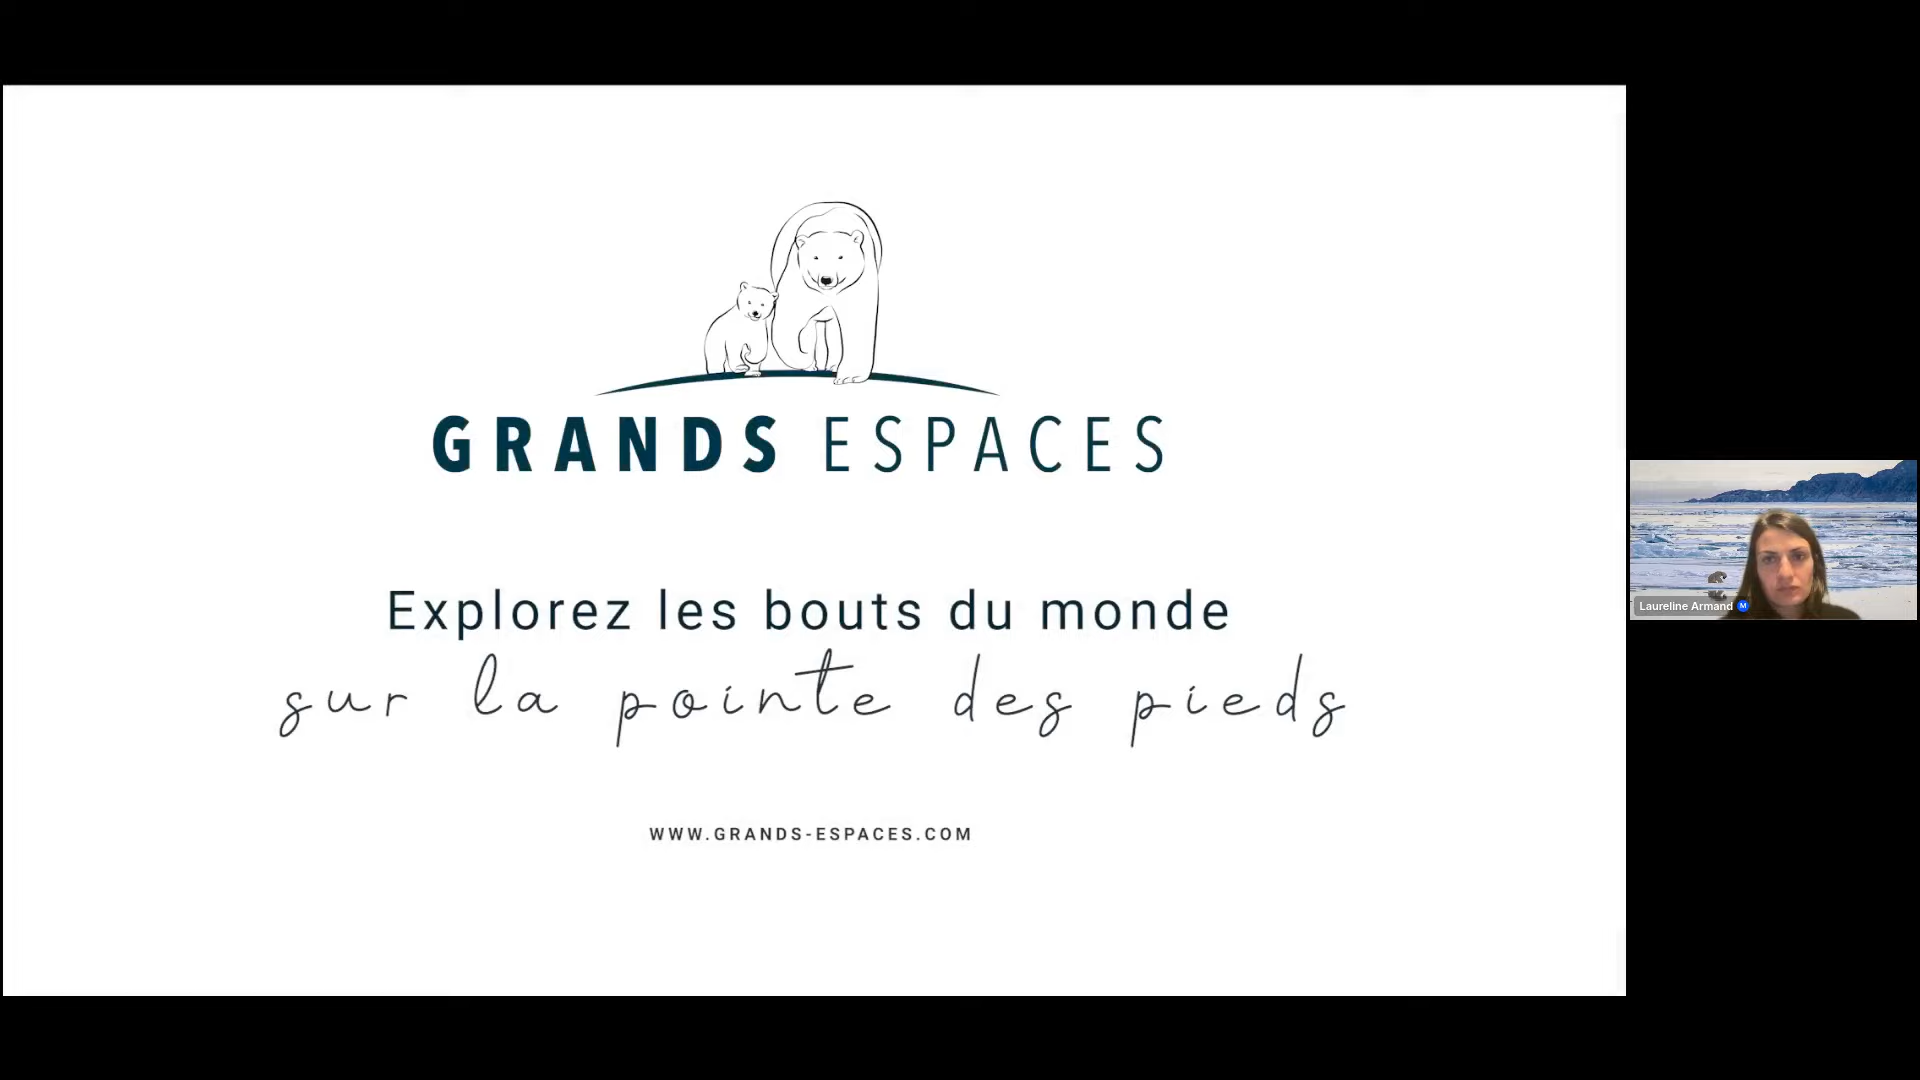 GRANDS ESPACES
Explorez les bouts du monde
sur la pointe des pieds
WWW.GRANDS-ESPACES.COM
Laureline Armand M